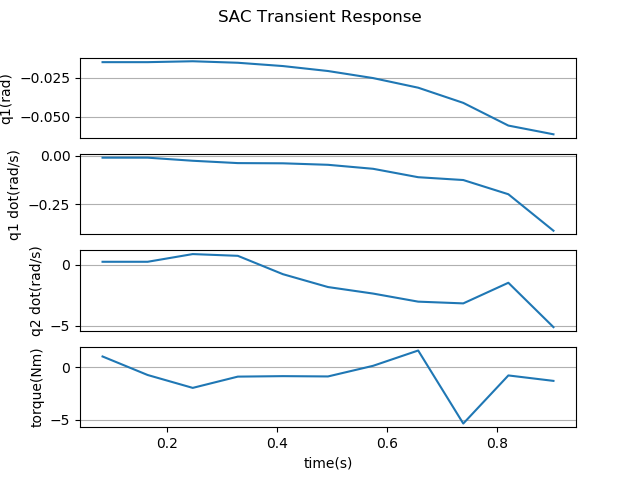 SAC Transient Response
q1(rad)
−0.025
−0.050
q1 dot(rad/s)
0.00
−0.25
q2 dot(rad/s)
0
−5
torque(Nm)
0
−5
0.2 0.4 0.6 0.8
time(s)